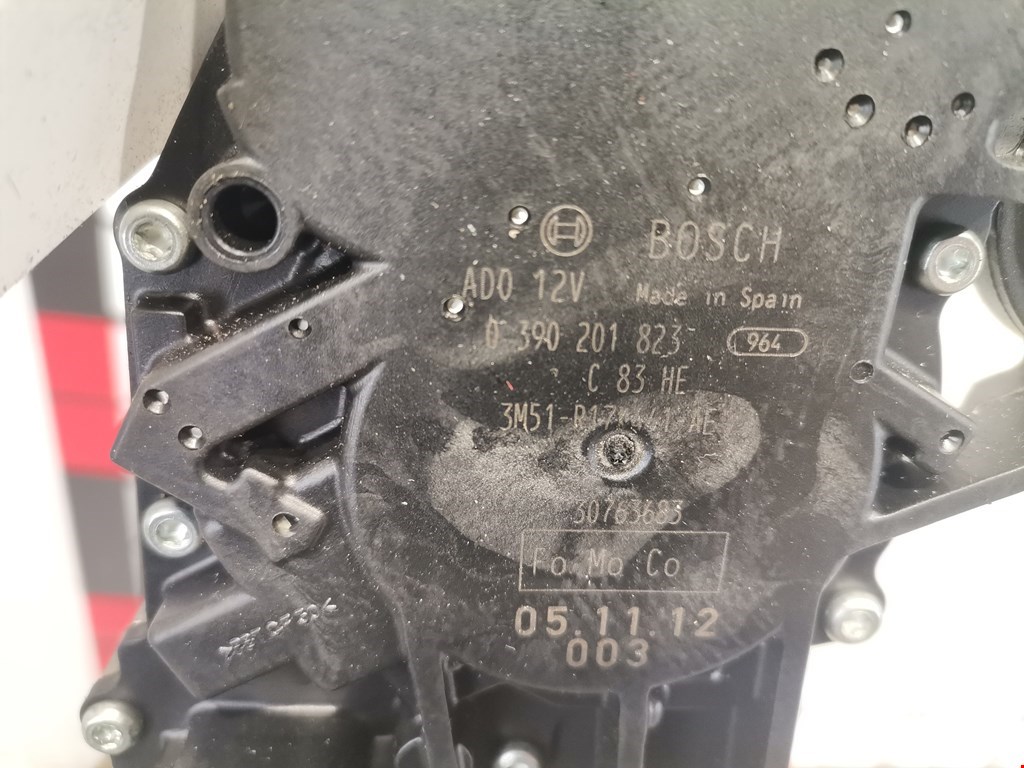 BOSCH
AD0 12V Made in Spain
0 390 201 823 964
C 83 HE
30763683
Fo Mo Co
05.11.12
003